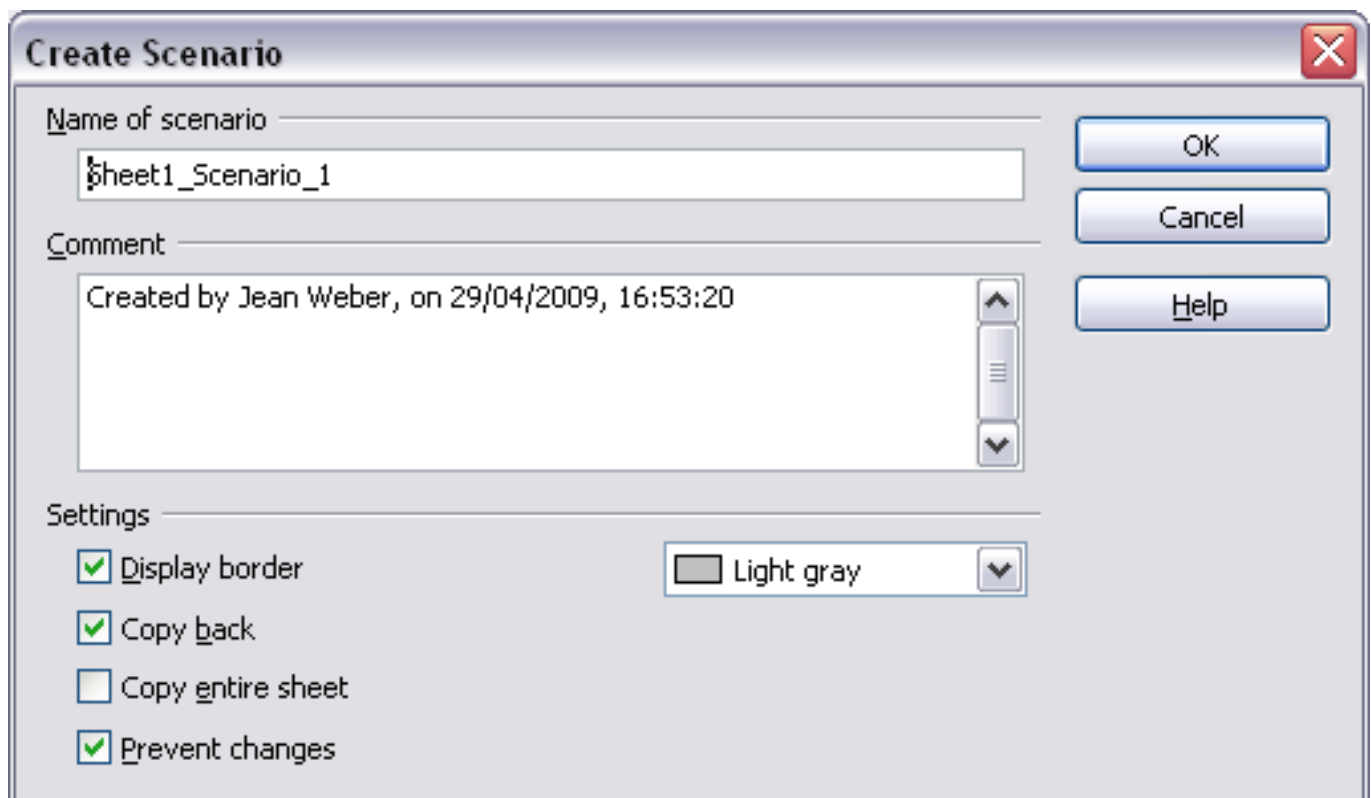 Create Scenario
Name of scenario
Sheet1_Scenario_1
OK
Cancel
Comment
Created by Jean Weber, on 29/04/2009, 16:53:20
Help
Settings
Display border
Light gray
Copy back
Copy entire sheet
Prevent changes